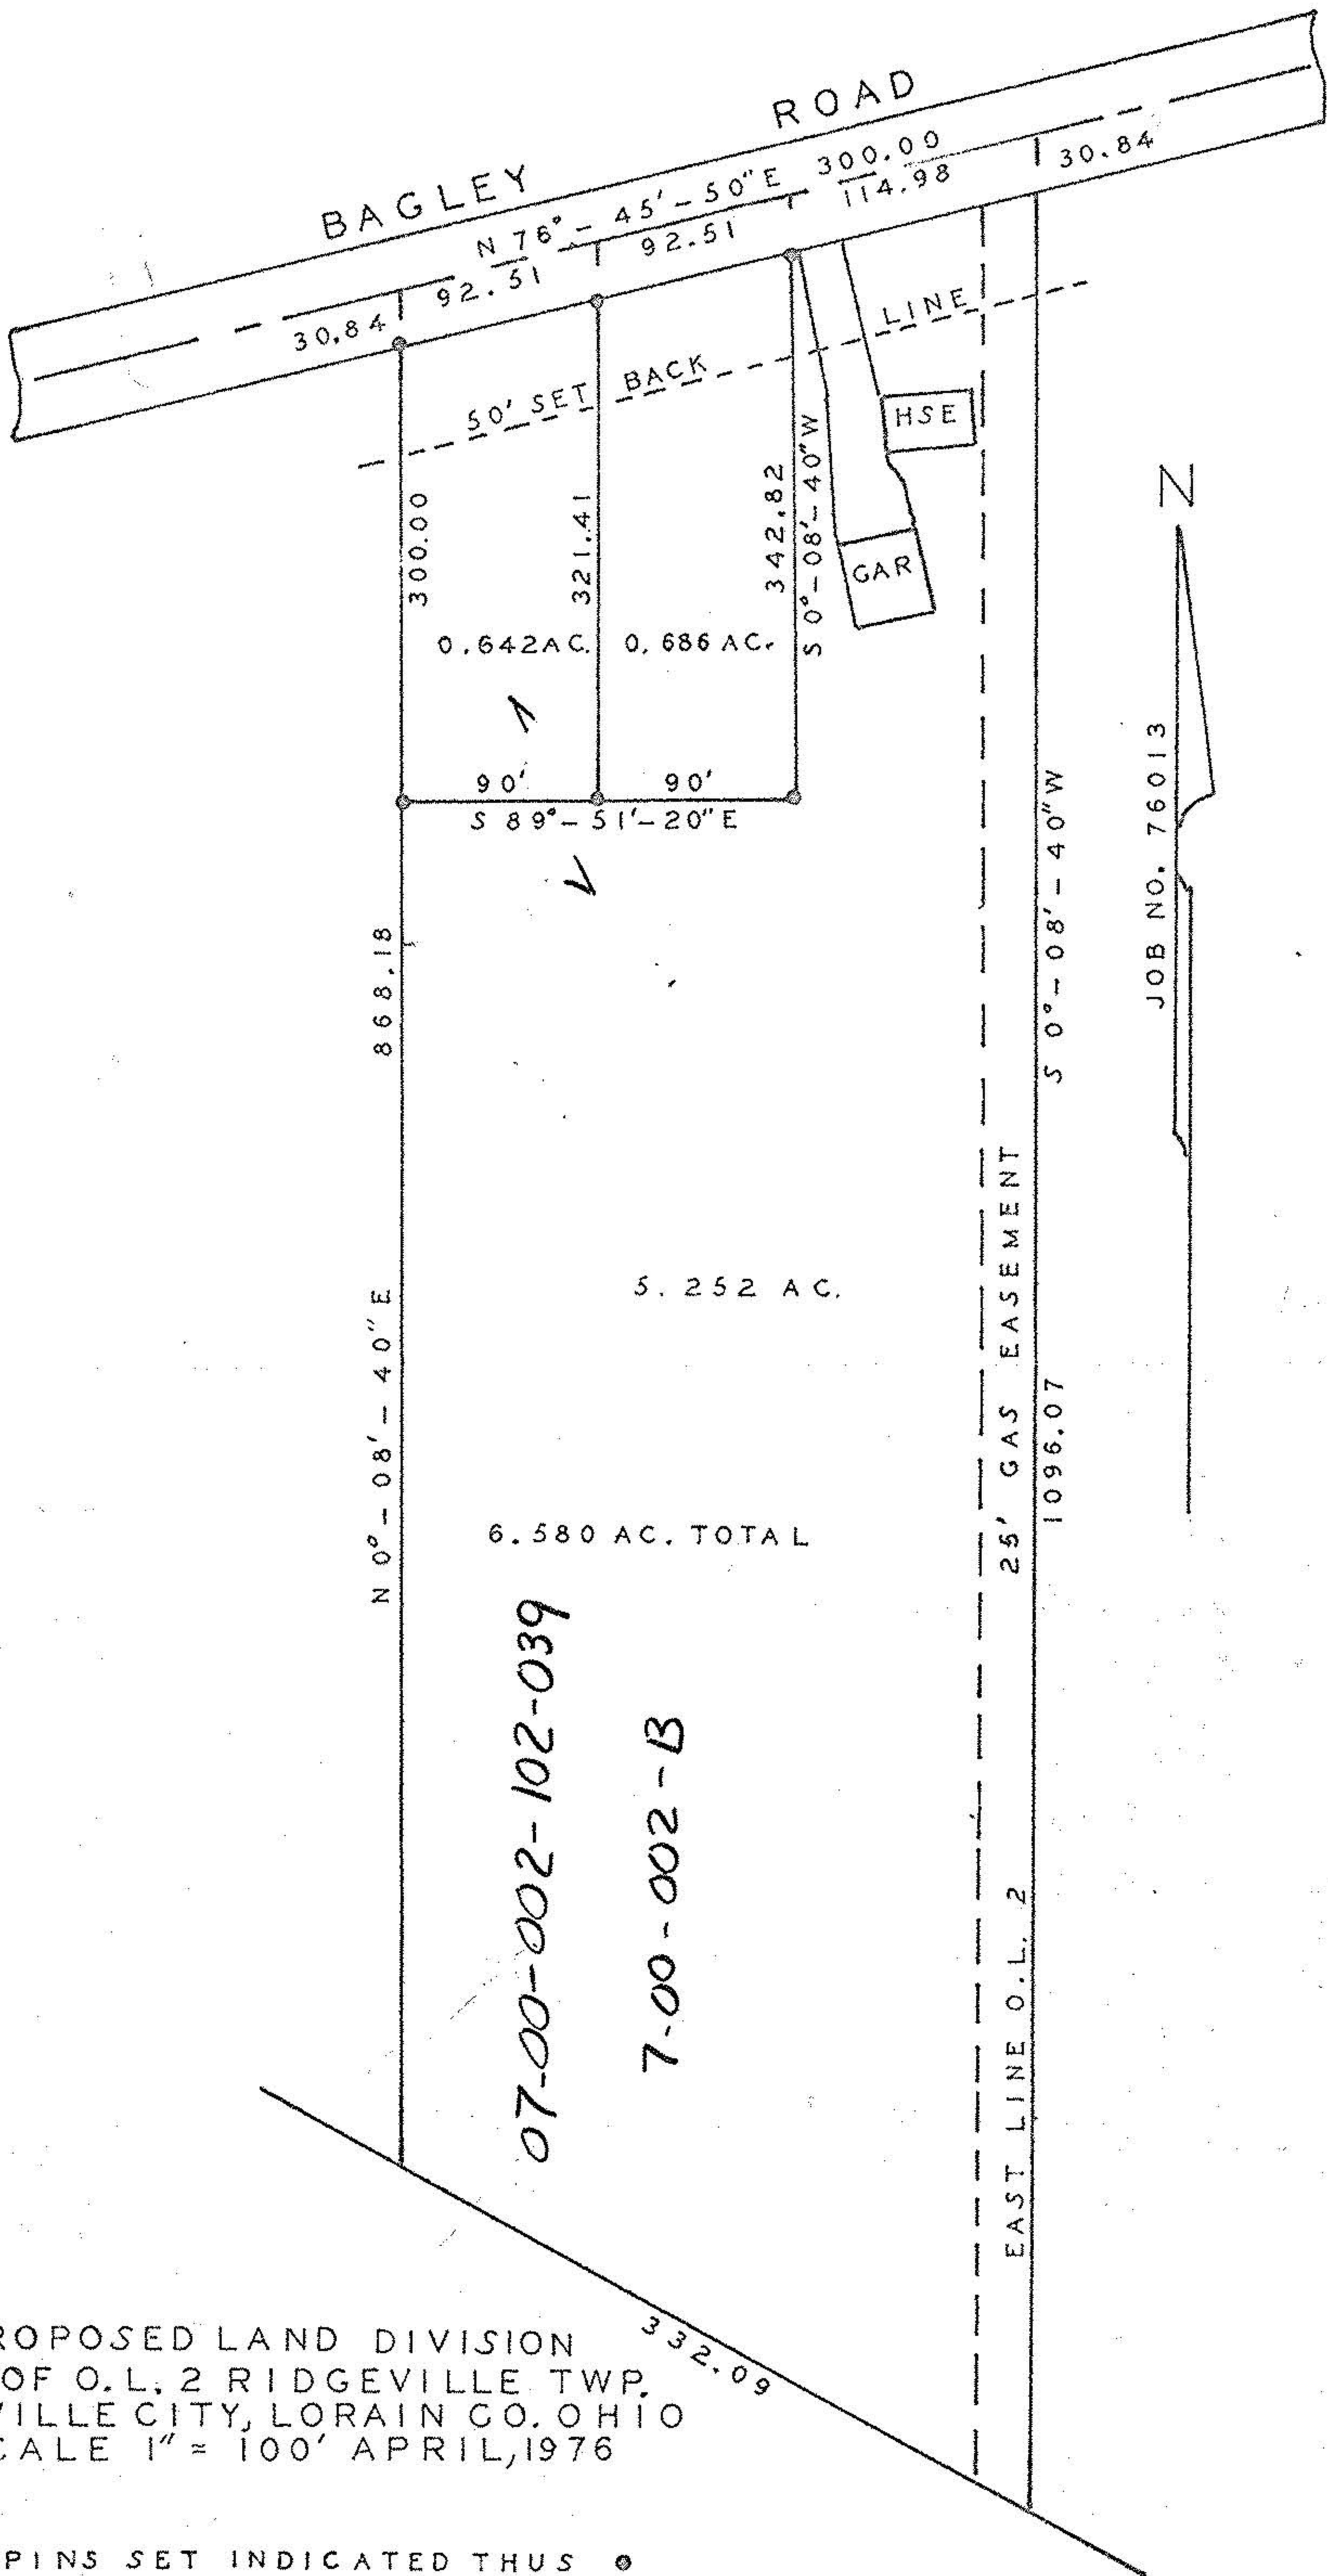 BAGLEY ROAD
N 76°-45'-50"E 300.00
30.84
92.51
92.51
114.98
30.84
50' SET BACK LINE
HSE
GAR
300.00
321.41
342.82
S 0°-08'-40"W
0.642AC.
0.686 AC.
90'
90'
S 89°-51'-20"E
N
JOB NO. 76013
868.18
N 0°-08'-40"E
S 0°-08'-40"W
5.252 AC.
25' GAS EASEMENT
1096.07
6.580 AC. TOTAL
07-00-002-102-039
7-00-002-B
EAST LINE O.L. 2
332.09
ROPOSED LAND DIVISION
OF O.L. 2 RIDGEVILLE TWP.
VILLE CITY, LORAIN CO. OHIO
CALE 1" = 100' APRIL, 1976
PINS SET INDICATED THUS